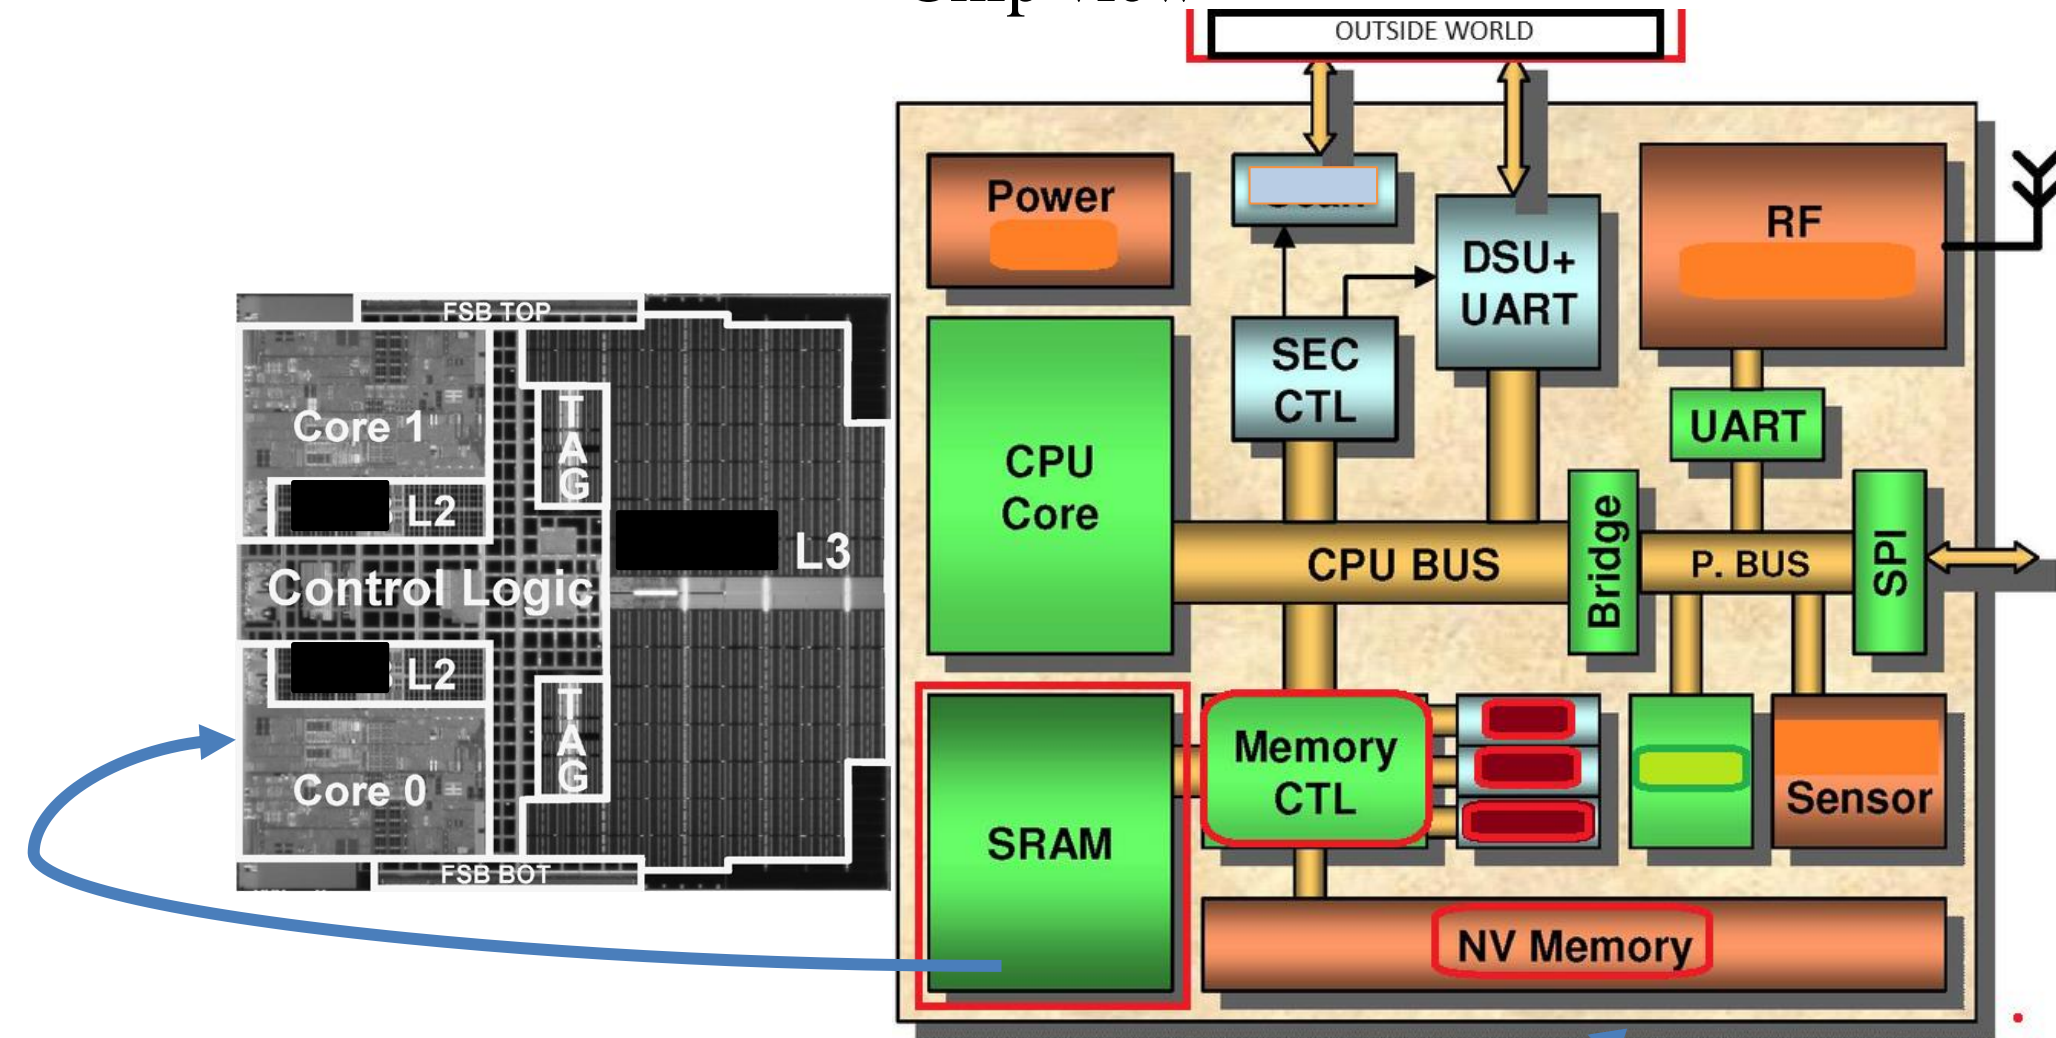 OUTSIDE WORLD
Power
RF
DSU+
UART
SEC
CTL
UART
CPU
Core
CPU BUS
Bridge
P. BUS
SPI
Memory
CTL
SRAM
Sensor
NV Memory
FSB TOP
Core 1
TAG
L2
L3
Control Logic
L2
TAG
Core 0
FSB BOT